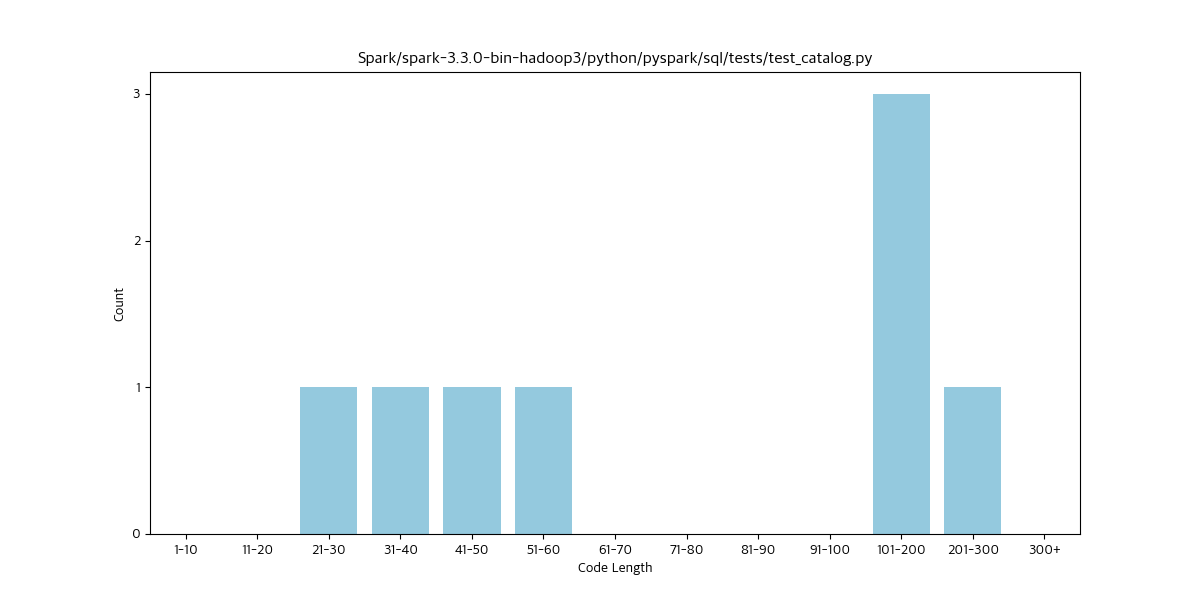 Spark/spark-3.3.0-bin-hadoop3/python/pyspark/sql/tests/test_catalog.py
Count
3
2
1
0
1-10 11-20 21-30 31-40 41-50 51-60 61-70 71-80 81-90 91-100 101-200 201-300 300+
Code Length